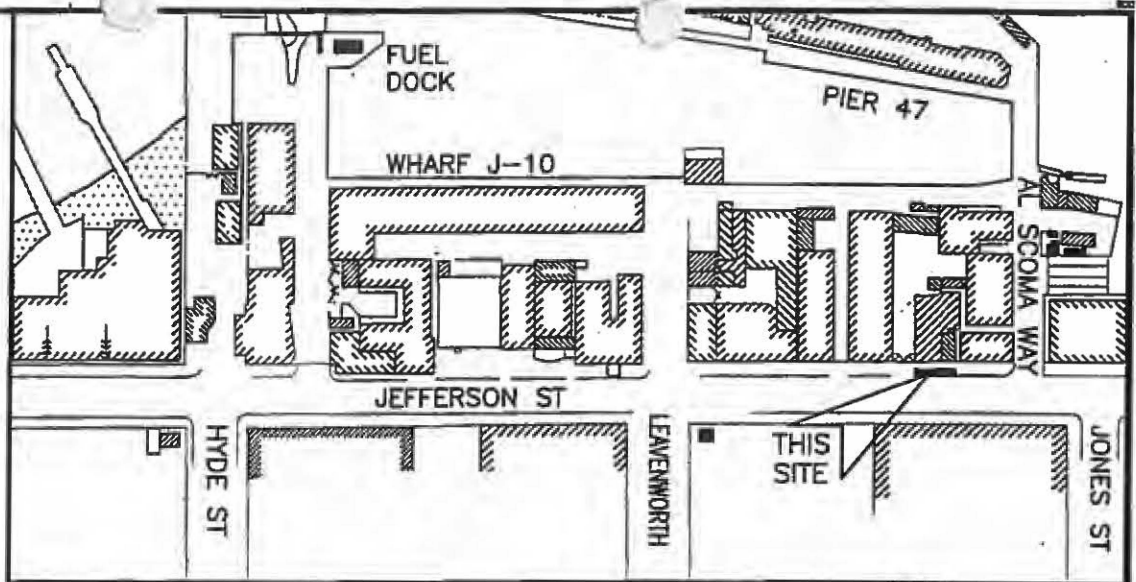 FUEL
DOCK
PIER 47
WHARF J-10
AL SCOMA WAY
JEFFERSON ST
HYDE ST
LEAVENWORTH
THIS
SITE
JONES ST